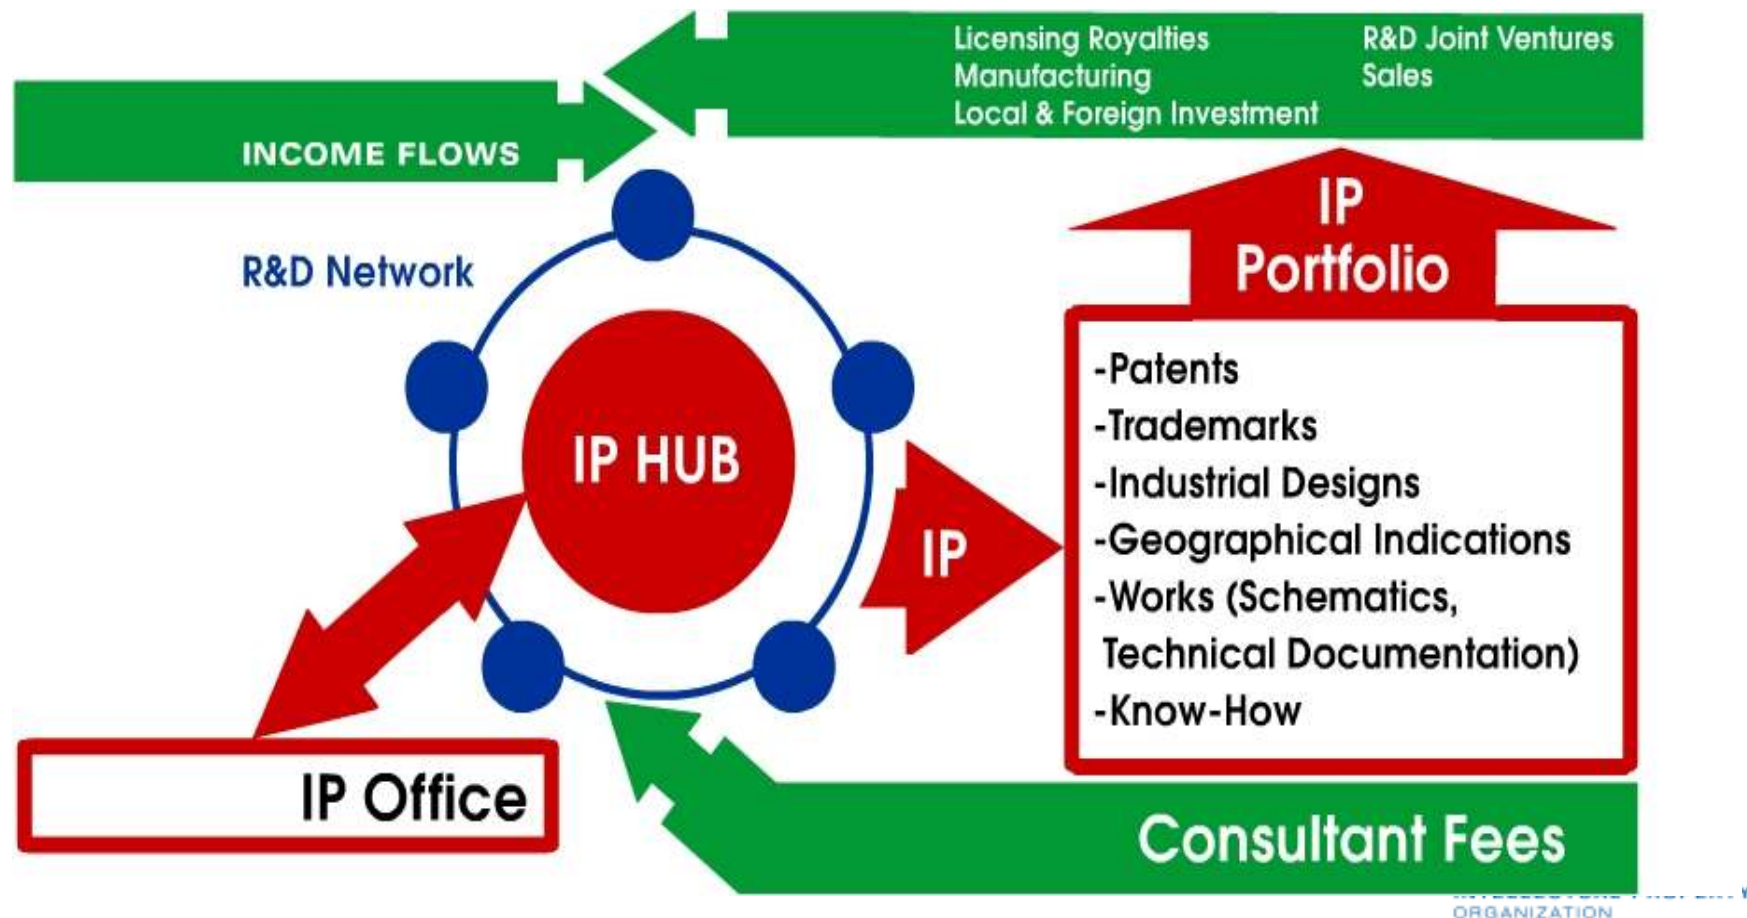 Licensing Royalties
R&D Joint Ventures
Manufacturing
Sales
Local & Foreign Investment
INCOME FLOWS
IP
Portfolio
R&D Network
-Patents
-Trademarks
IP HUB
-Industrial Designs
IP
-Geographical Indications
-Works (Schematics,
Technical Documentation)
-Know-How
IP Office
Consultant Fees
ORGANIZATION